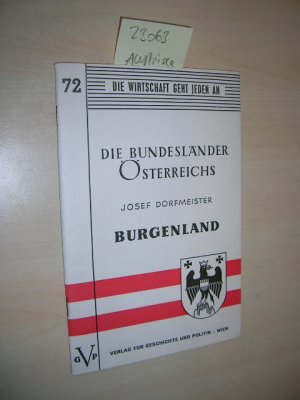 23063
72
DIE WIRTSCHAFT GEHT JEDEN AN
DIE BUNDESLÄNDER
ÖSTERREICHS
JOSEF DORFMEISTER
BURGENLAND
GVP
VERLAG FÜR GESCHICHTE UND POLITIK - WIEN